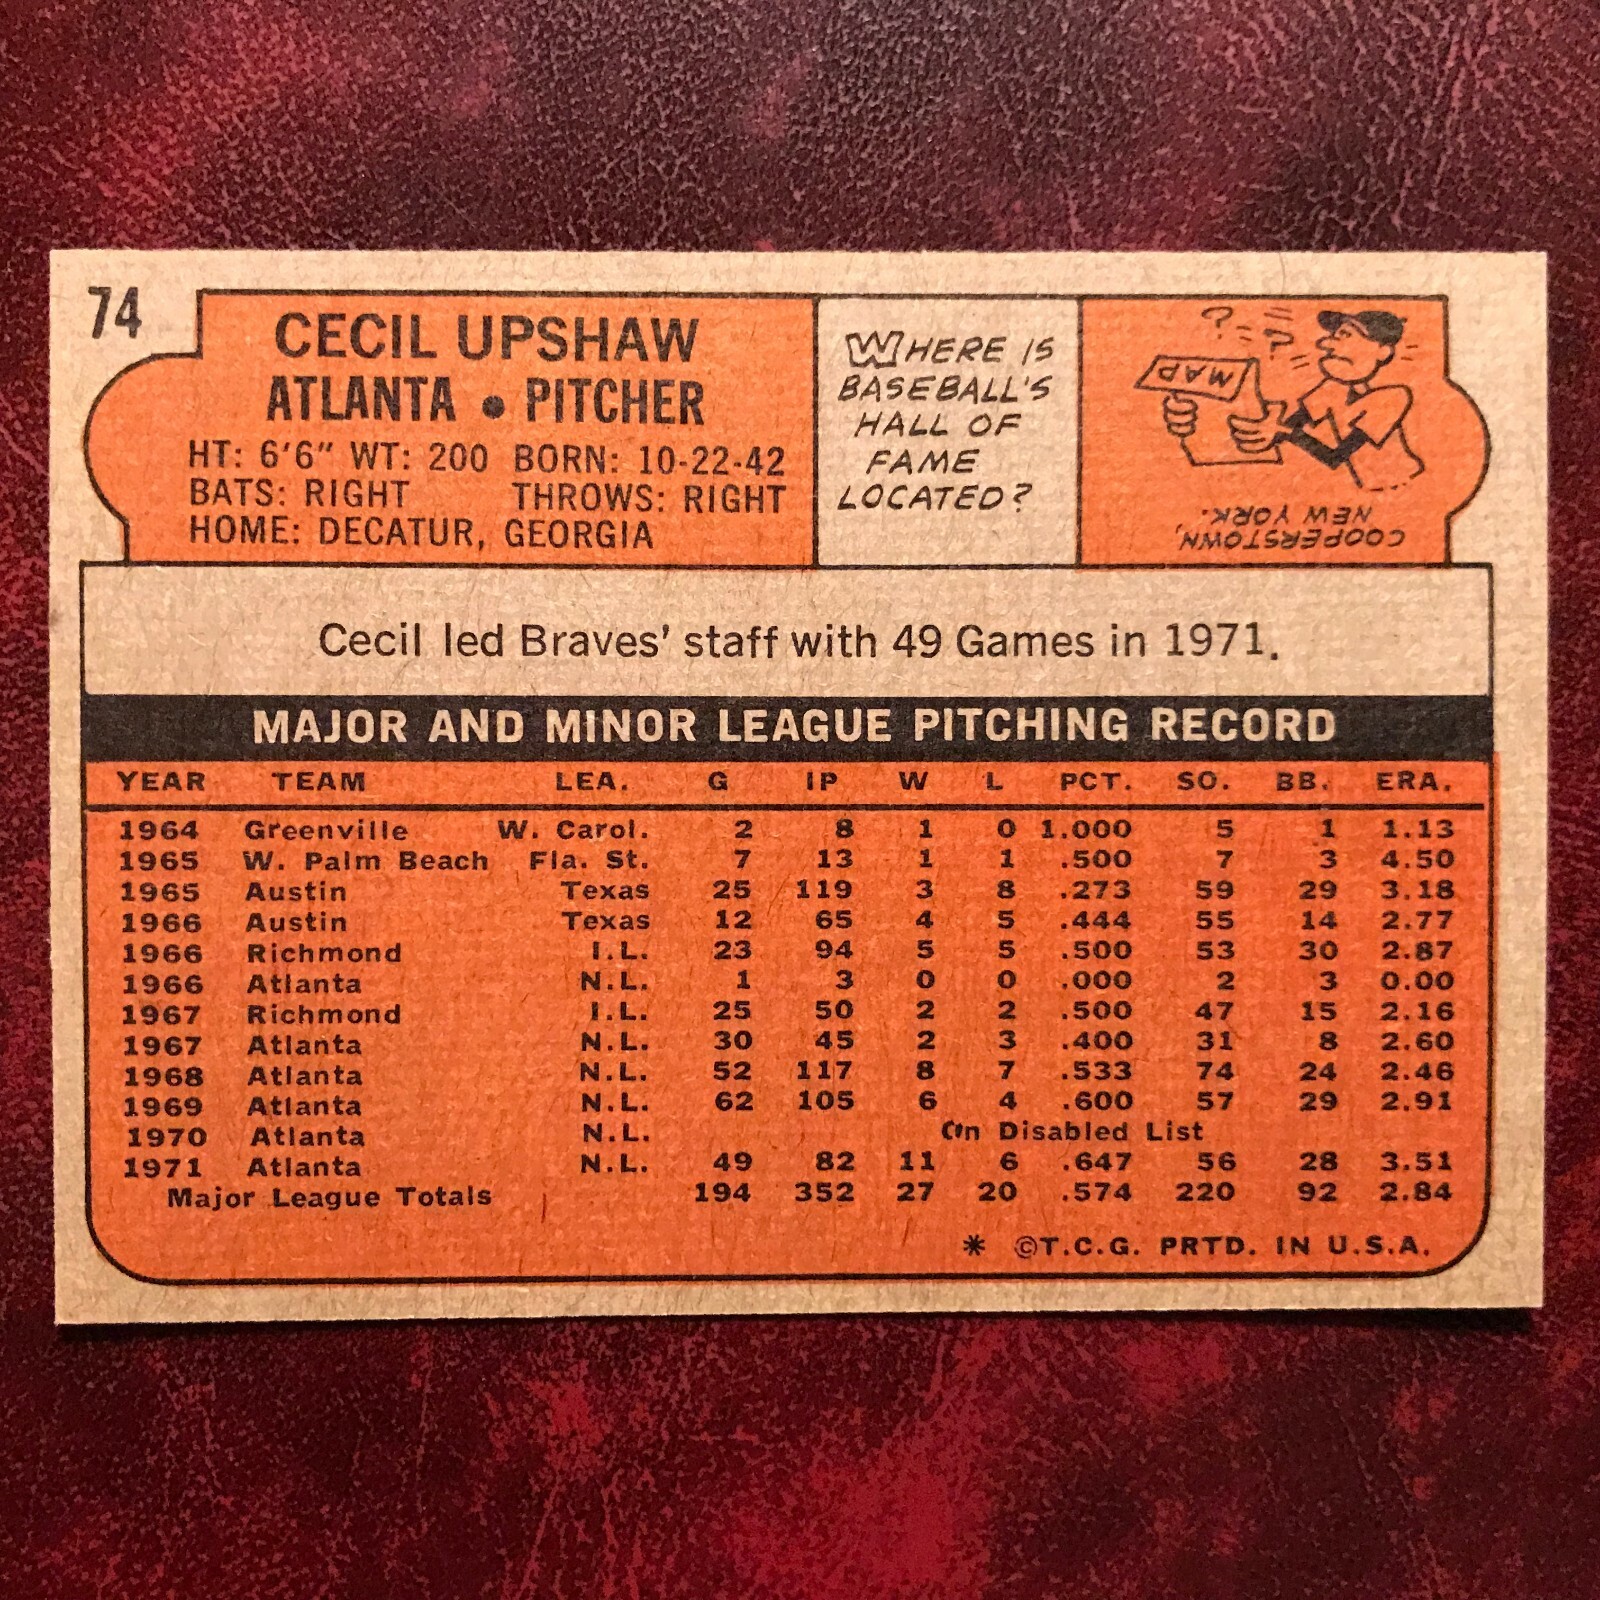 74
CECIL UPSHAW
ATLANTA • PITCHER
HT: 6'6" WT: 200 BORN: 10-22-42
BATS: RIGHT THROWS: RIGHT
HOME: DECATUR, GEORGIA
WHERE IS
BASEBALL'S
HALL OF
FAME
LOCATED?
? ?
MAP
COOPERSTOWN,
NEW YORK.
Cecil led Braves' staff with 49 Games in 1971.
MAJOR AND MINOR LEAGUE PITCHING RECORD
YEAR TEAM LEA. G IP W L PCT. SO. BB. ERA.
1964 Greenville W. Carol. 2 8 1 0 1.000 5 1 1.13
1965 W. Palm Beach Fla. St. 7 13 1 1 .500 7 3 4.50
1965 Austin Texas 25 119 3 8 .273 59 29 3.18
1966 Austin Texas 12 65 4 5 .444 55 14 2.77
1966 Richmond I.L. 23 94 5 5 .500 53 30 2.87
1966 Atlanta N.L. 1 3 0 0 .000 2 3 0.00
1967 Richmond I.L. 25 50 2 2 .500 47 15 2.16
1967 Atlanta N.L. 30 45 2 3 .400 31 8 2.60
1968 Atlanta N.L. 52 117 8 7 .533 74 24 2.46
1969 Atlanta N.L. 62 105 6 4 .600 57 29 2.91
1970 Atlanta N.L. On Disabled List
1971 Atlanta N.L. 49 82 11 6 .647 56 28 3.51
Major League Totals 194 352 27 20 .574 220 92 2.84
* ©T.C.G. PRTD. IN U.S.A.